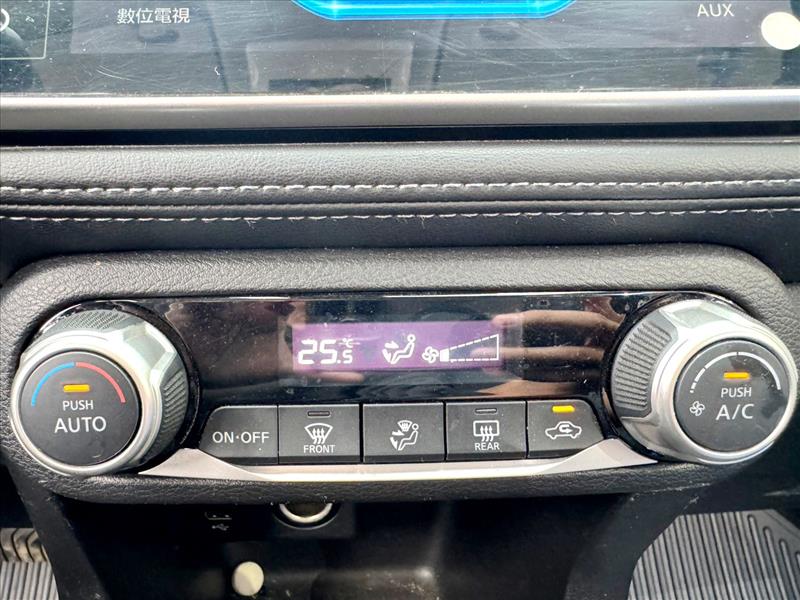 數位電視
AUX
25.5 °C
PUSH
AUTO
ON·OFF
FRONT
REAR
PUSH
A/C